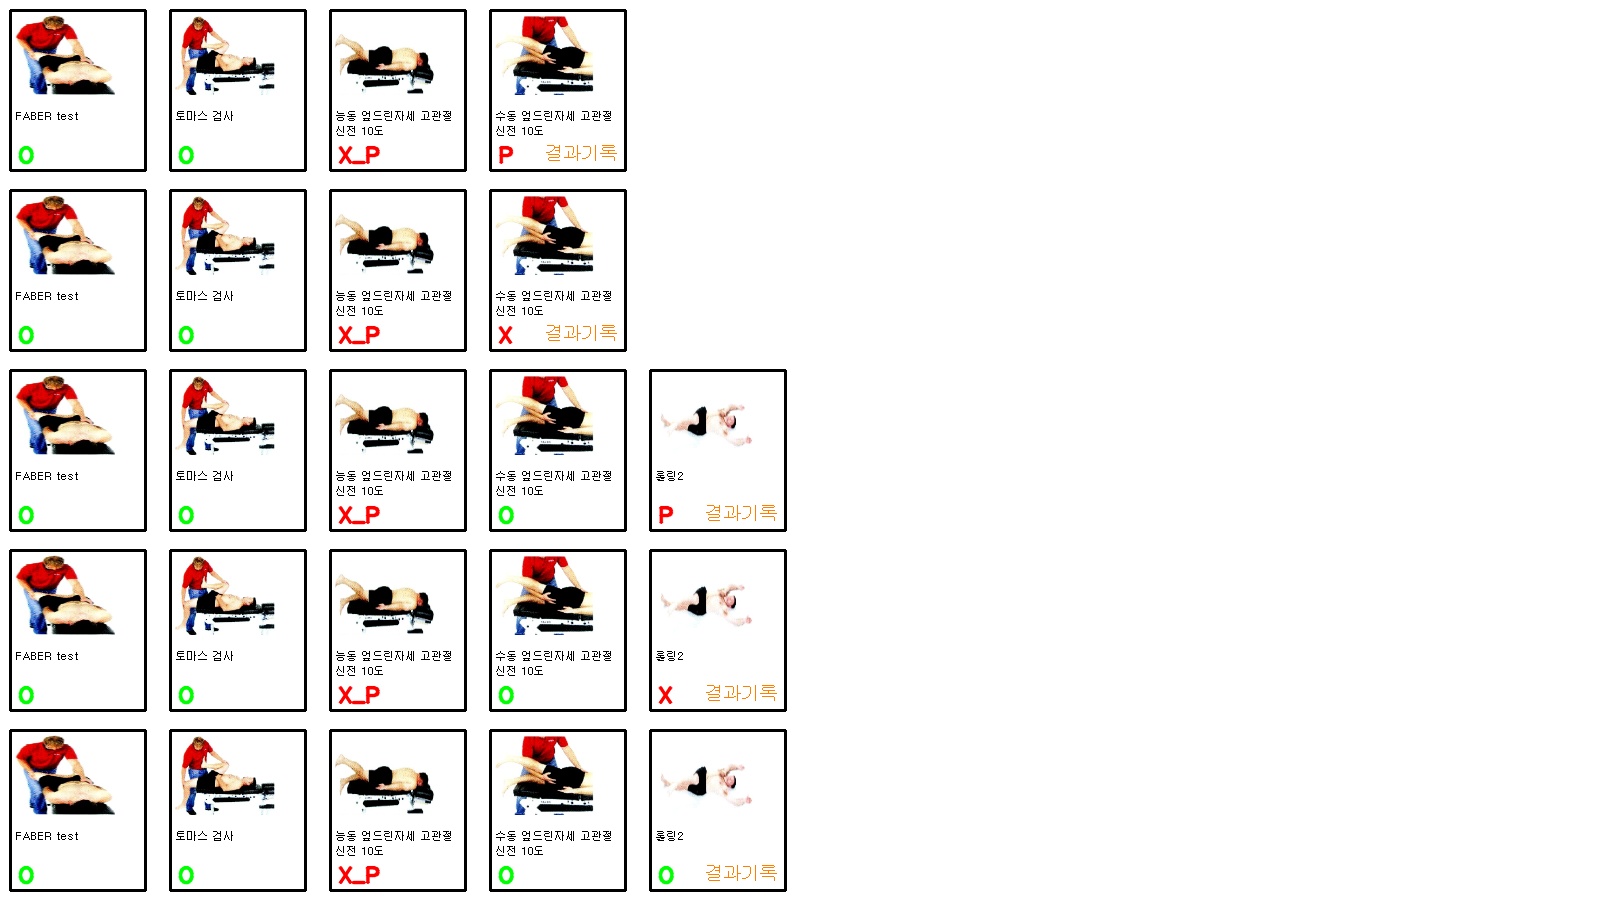 FABER test
O
토마스 검사
O
능동 엎드린자세 고관절
신전 10도
X_P
수동 엎드린자세 고관절
신전 10도
P 결과기록
FABER test
O
토마스 검사
O
능동 엎드린자세 고관절
신전 10도
X_P
수동 엎드린자세 고관절
신전 10도
X 결과기록
FABER test
O
토마스 검사
O
능동 엎드린자세 고관절
신전 10도
X_P
수동 엎드린자세 고관절
신전 10도
O
롤링2
P 결과기록
FABER test
O
토마스 검사
O
능동 엎드린자세 고관절
신전 10도
X_P
수동 엎드린자세 고관절
신전 10도
O
롤링2
X 결과기록
FABER test
O
토마스 검사
O
능동 엎드린자세 고관절
신전 10도
X_P
수동 엎드린자세 고관절
신전 10도
O
롤링2
O 결과기록